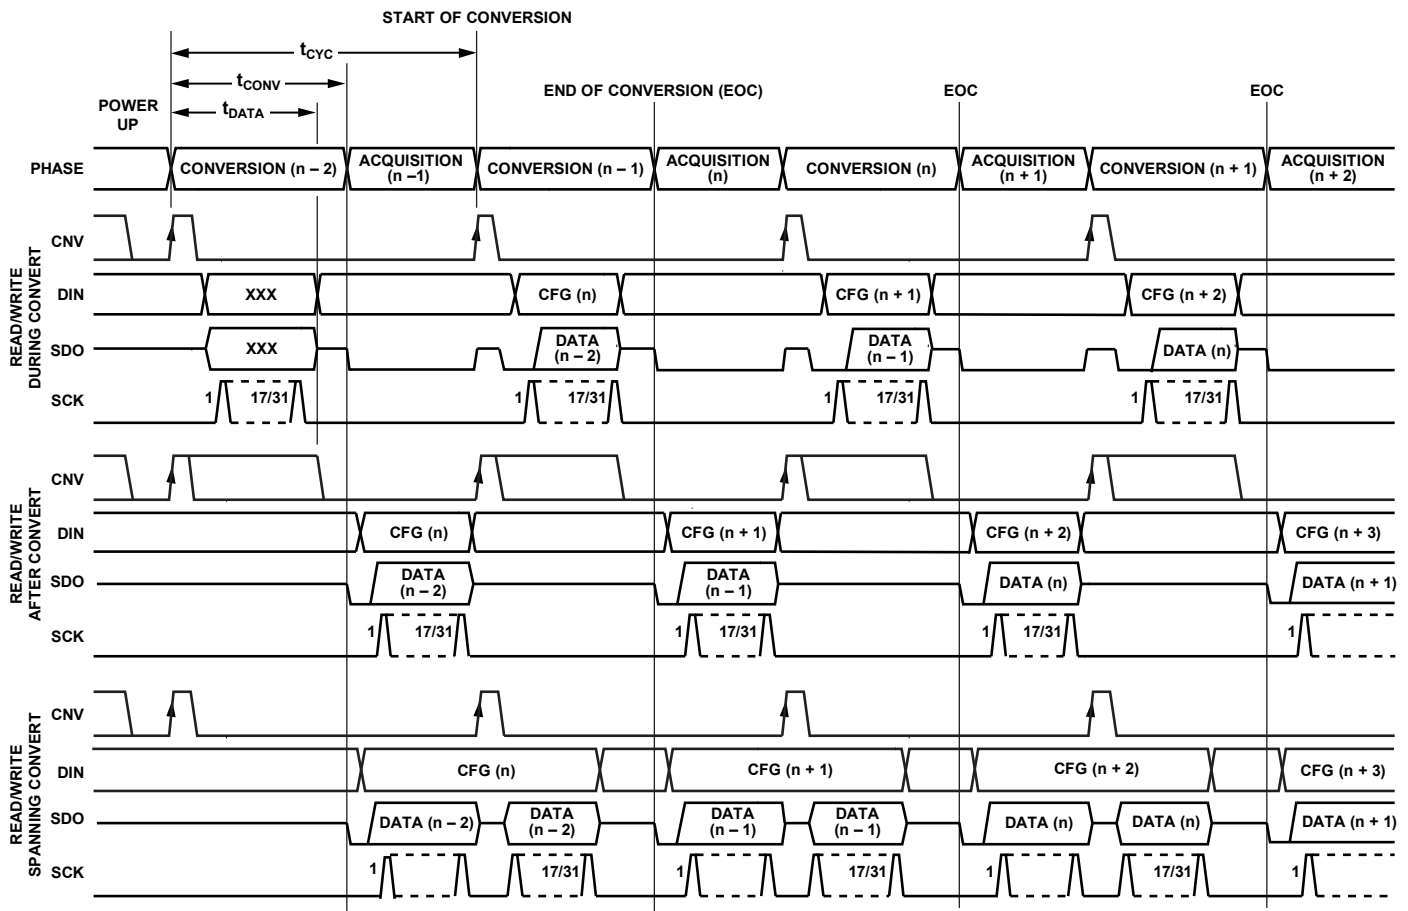 START OF CONVERSION
tCYC
tCONV
tDATA
POWER
UP
END OF CONVERSION (EOC)
EOC
EOC
PHASE
CONVERSION (n – 2)
ACQUISITION
(n –1)
CONVERSION (n – 1)
ACQUISITION
(n)
CONVERSION (n)
ACQUISITION
(n + 1)
CONVERSION (n + 1)
ACQUISITION
(n + 2)
READ/WRITE
DURING CONVERT
CNV
DIN
XXX
CFG (n)
CFG (n + 1)
CFG (n + 2)
SDO
XXX
DATA
(n – 2)
DATA
(n – 1)
DATA (n)
SCK
1
17/31
1
17/31
1
17/31
1
17/31
READ/WRITE
AFTER CONVERT
CNV
DIN
CFG (n)
CFG (n + 1)
CFG (n + 2)
CFG (n + 3)
SDO
DATA
(n – 2)
DATA
(n – 1)
DATA (n)
DATA (n + 1)
SCK
1
17/31
1
17/31
1
17/31
1
READ/WRITE
SPANNING CONVERT
CNV
DIN
CFG (n)
CFG (n + 1)
CFG (n + 2)
CFG (n + 3)
SDO
DATA (n – 2)
DATA
(n – 2)
DATA
(n – 1)
DATA
(n – 1)
DATA (n)
DATA (n)
DATA (n + 1)
SCK
1
17/31
1
17/31
1
17/31
1